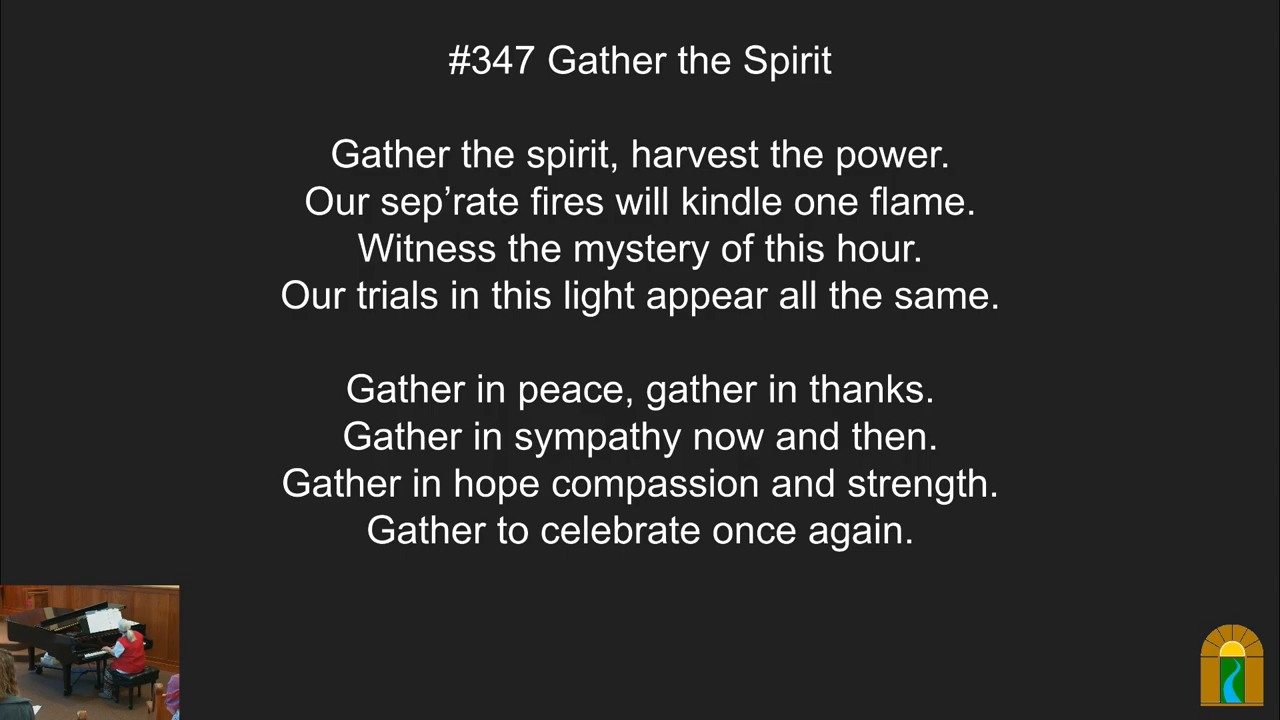 #347 Gather the Spirit
Gather the spirit, harvest the power.
Our sep’rate fires will kindle one flame.
Witness the mystery of this hour.
Our trials in this light appear all the same.
Gather in peace, gather in thanks.
Gather in sympathy now and then.
Gather in hope compassion and strength.
Gather to celebrate once again.